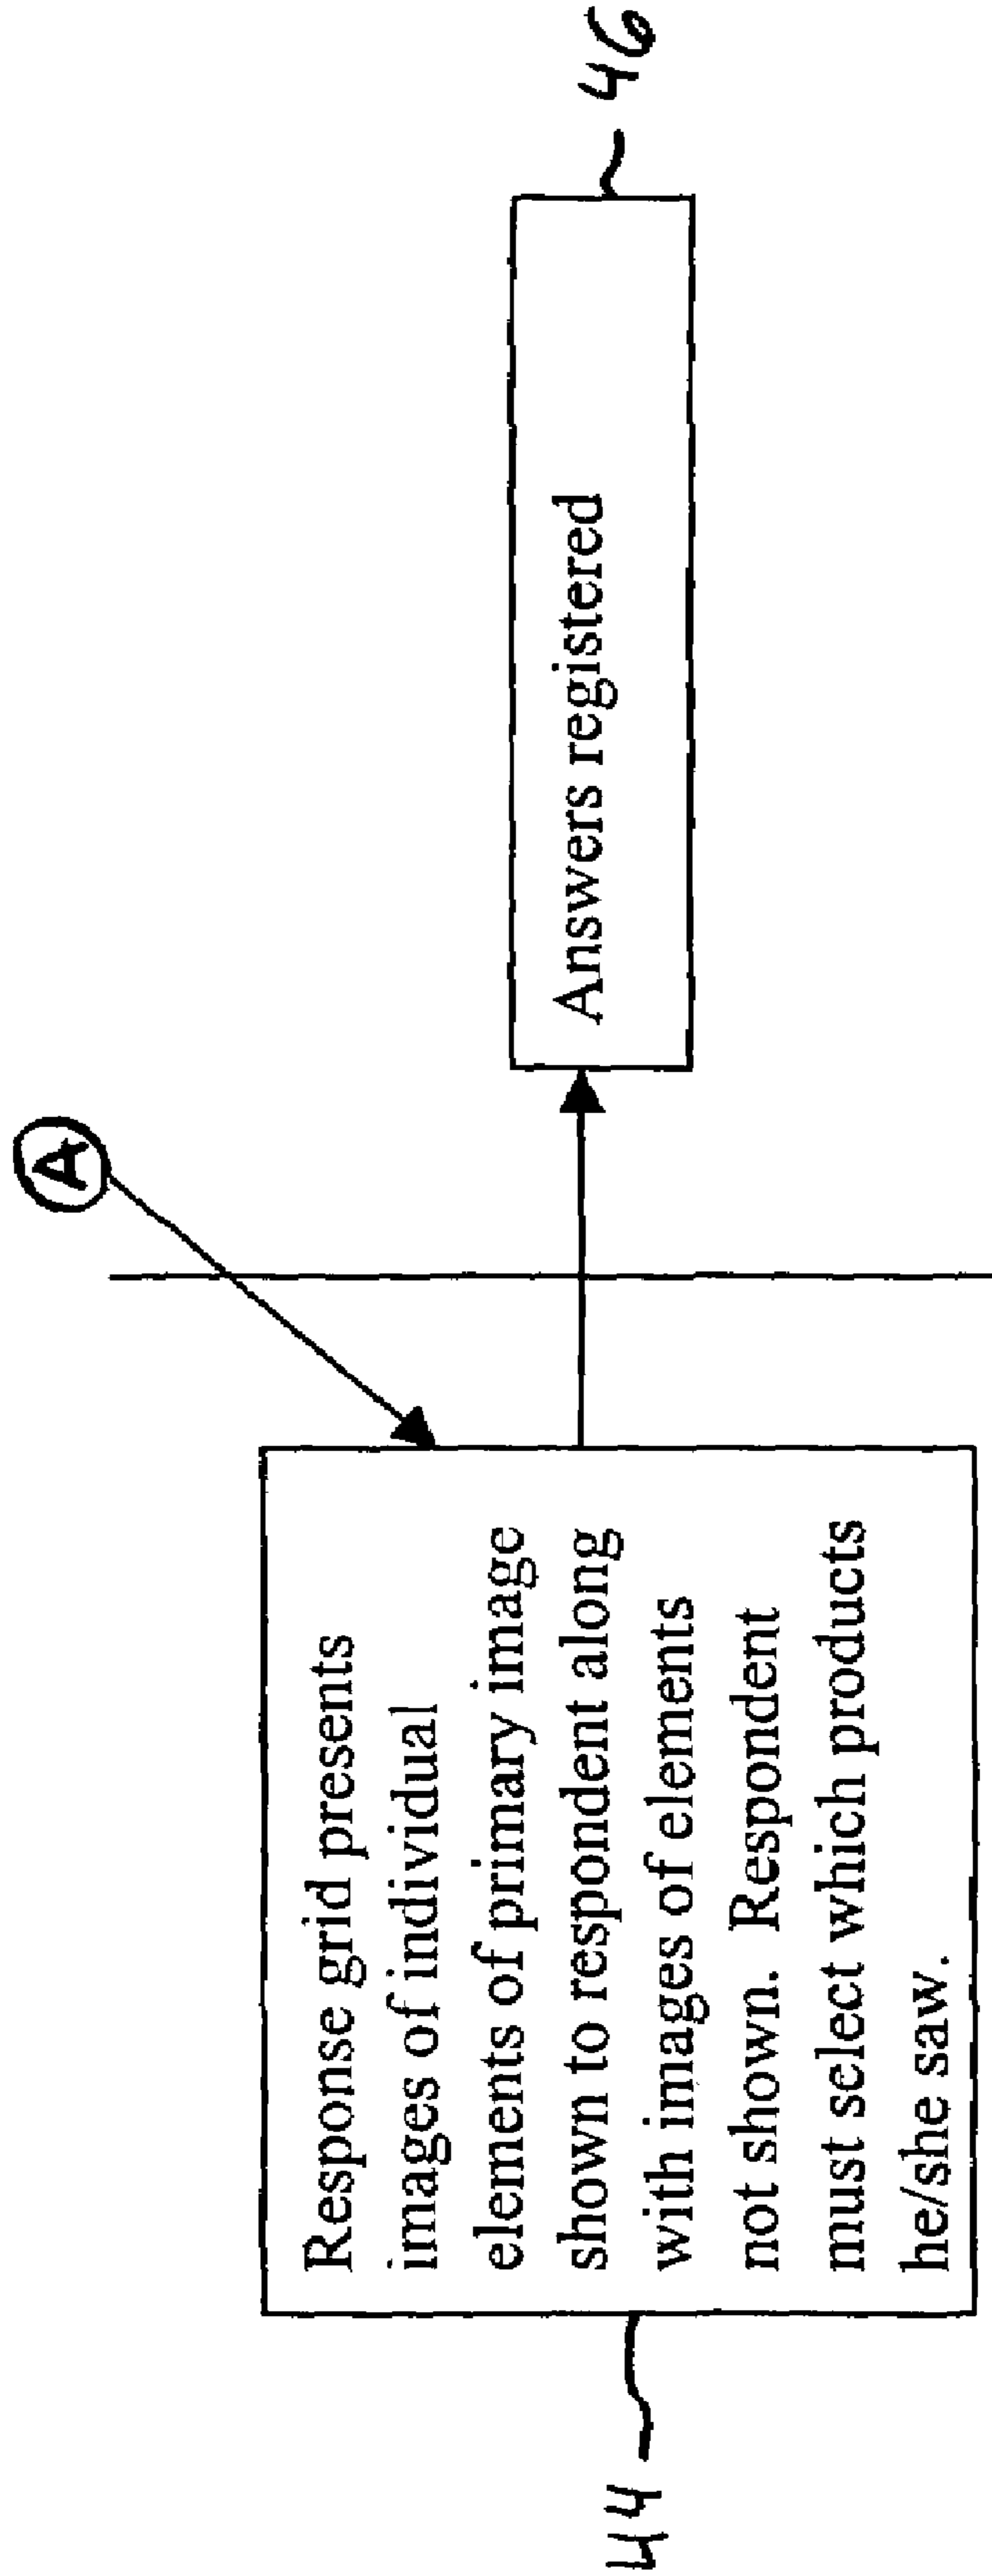 A
44
Response grid presents
images of individual
elements of primary image
shown to respondent along
with images of elements
not shown. Respondent
must select which products
he/she saw.
Answers registered
46